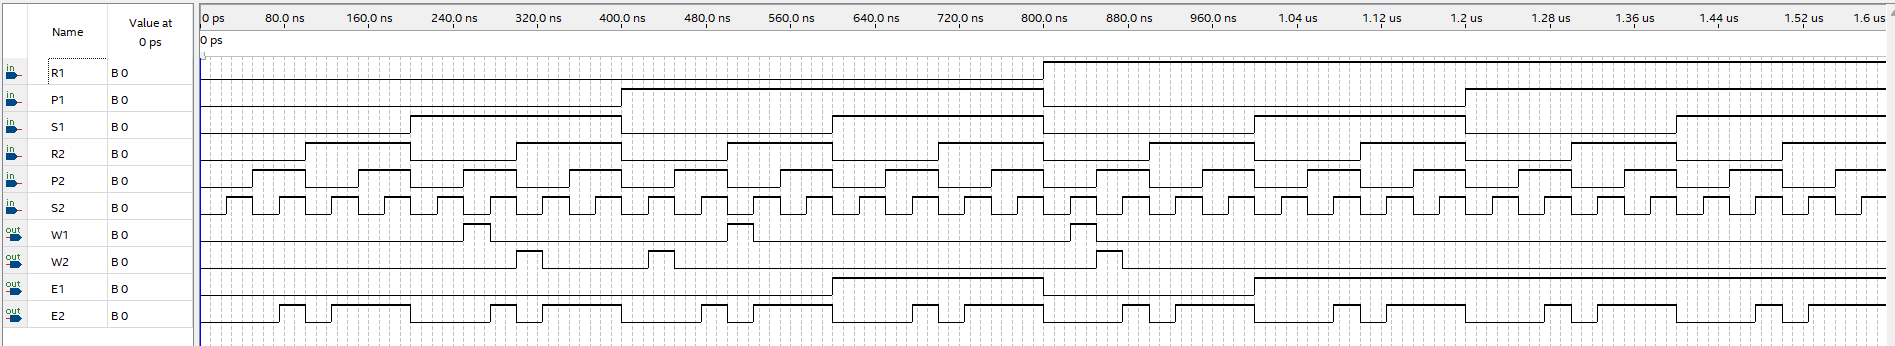 Name Value at 0 ps
0 ps 80.0 ns 160.0 ns 240.0 ns 320.0 ns 400.0 ns 480.0 ns 560.0 ns 640.0 ns 720.0 ns 800.0 ns 880.0 ns 960.0 ns 1.04 us 1.12 us 1.2 us 1.28 us 1.36 us 1.44 us 1.52 us 1.6 us
0 ps
in R1 B 0
in P1 B 0
in S1 B 0
in R2 B 0
in P2 B 0
in S2 B 0
out W1 B 0
out W2 B 0
out E1 B 0
out E2 B 0